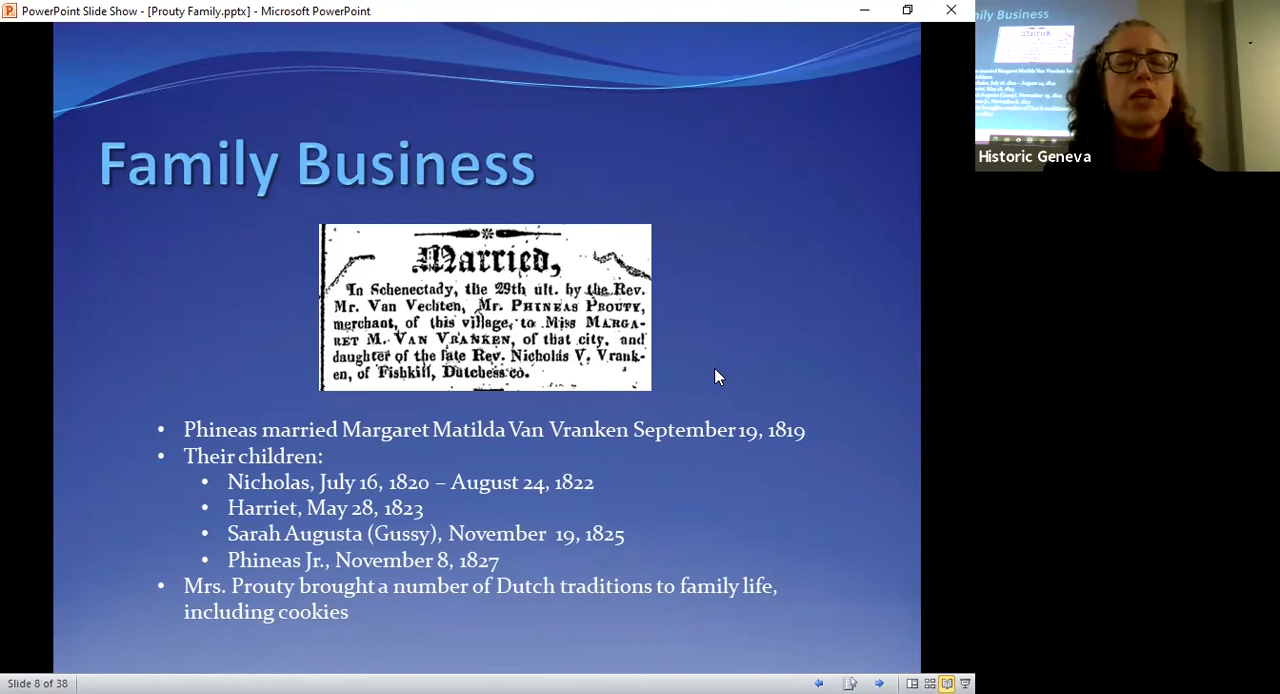 PowerPoint Slide Show - [Prouty Family.pptx] - Microsoft PowerPoint
Family Business
Married,
In Schenectady, the 29th ult. by the Rev.
Mr. Van Vechten, Mr. PHINEAS PROUTY,
merchant, of this village, to Miss MARGA-
RET M. VAN VRANKEN, of that city, and
daughter of the late Rev. Nicholas V. Vrank-
en, of Fishkill, Dutchess co.
• Phineas married Margaret Matilda Van Vranken September 19, 1819
• Their children:
• Nicholas, July 16, 1820 – August 24, 1822
• Harriet, May 28, 1823
• Sarah Augusta (Gussy), November 19, 1825
• Phineas Jr., November 8, 1827
• Mrs. Prouty brought a number of Dutch traditions to family life,
including cookies
Slide 8 of 38
Business
Married,
Historic Geneva